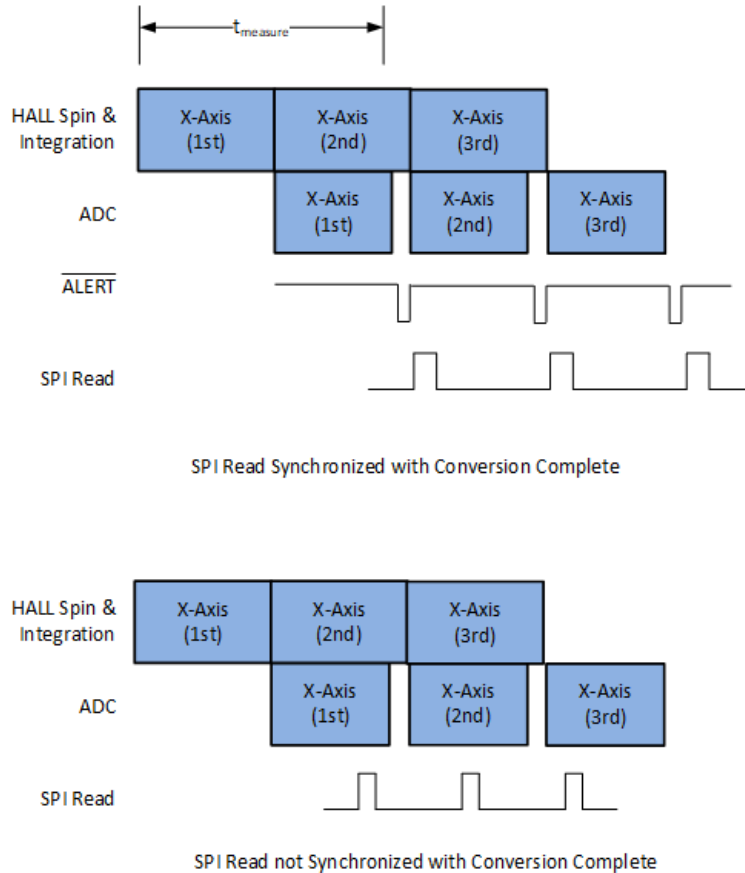 tmeasure
HALL Spin &
Integration
X-Axis
(1st)
X-Axis
(2nd)
X-Axis
(3rd)
ADC
X-Axis
(1st)
X-Axis
(2nd)
X-Axis
(3rd)
ALERT
SPI Read
SPI Read Synchronized with Conversion Complete
HALL Spin &
Integration
X-Axis
(1st)
X-Axis
(2nd)
X-Axis
(3rd)
ADC
X-Axis
(1st)
X-Axis
(2nd)
X-Axis
(3rd)
SPI Read
SPI Read not Synchronized with Conversion Complete